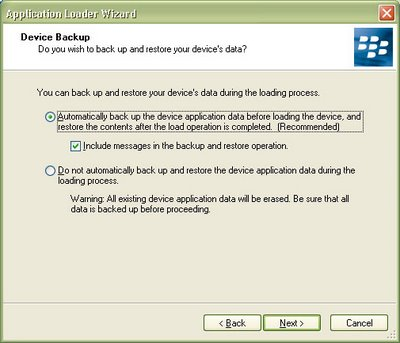 Application Loader Wizard
Device Backup
Do you wish to back up and restore your device's data?
You can back up and restore your device's data during the loading process.
Automatically back up the device application data before loading the device, and
restore the contents after the load operation is completed. (Recommended)
Include messages in the backup and restore operation.
Do not automatically back up and restore the device application data during the
loading process.
Warning: All existing device application data will be erased. Be sure that all
data is backed up before proceeding.
< Back
Next >
Cancel